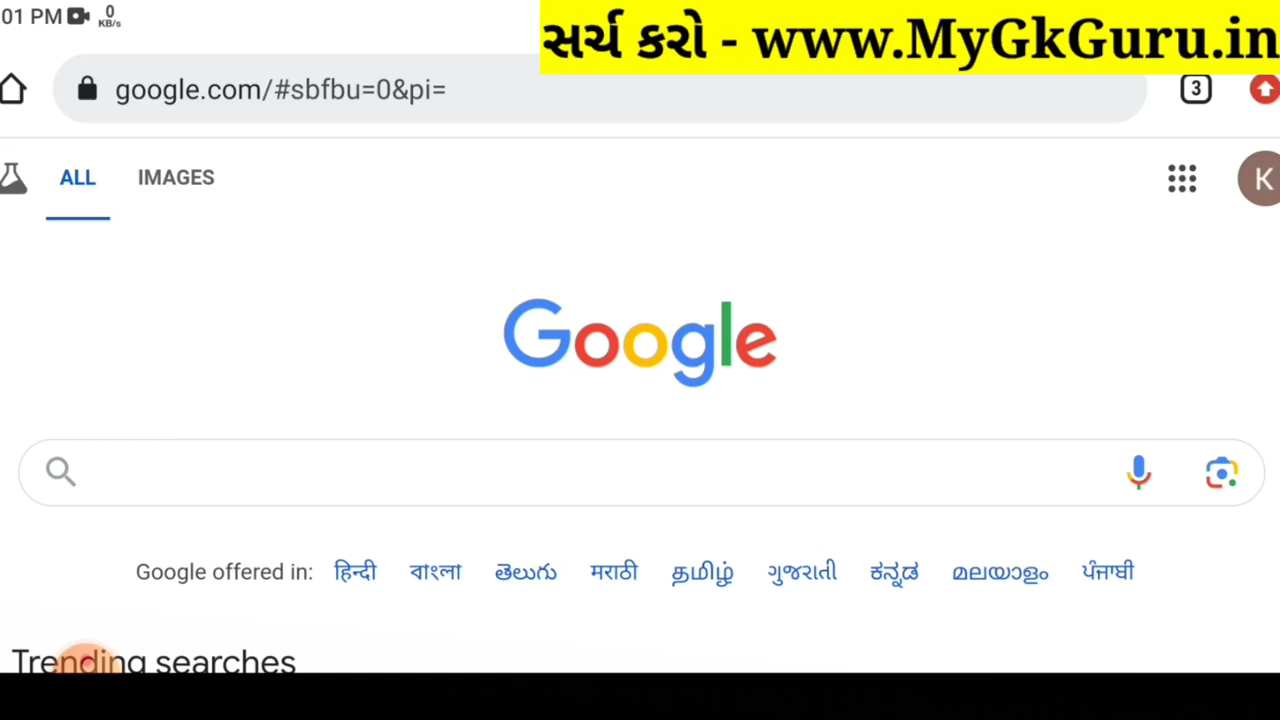 01 PM 0 KB/s
સર્ચ કરો - www.MyGkGuru.in
google.com/#sbfbu=0&pi=
3
ALL IMAGES
K
Google
Google offered in: हिन्दी বাংলা తెలుగు मराठी தமிழ் ગુજરાતી ಕನ್ನಡ മലയാളം ਪੰਜਾਬੀ
Trending searches